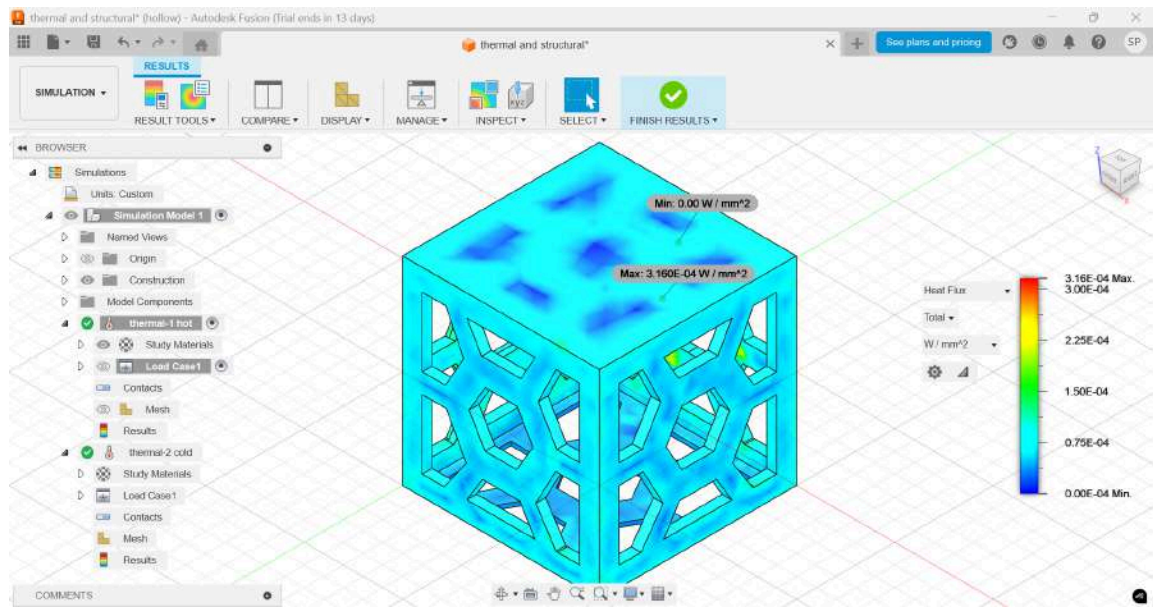 thermal and structural* (hollow) - Autodesk Fusion (Trial ends in 13 days)
thermal and structural*
See plans and pricing
SP
RESULTS
SIMULATION
RESULT TOOLS
COMPARE
DISPLAY
MANAGE
INSPECT
SELECT
FINISH RESULTS
BROWSER
Simulations
Units: Custom
Simulation Model 1
Named Views
Origin
Construction
Model Components
thermal-1 hot
Study Materials
Load Case1
Contacts
Mesh
Results
thermal-2 cold
Study Materials
Load Case1
Contacts
Mesh
Results
COMMENTS
Min: 0.00 W / mm^2
Max: 3.160E-04 W / mm^2
Z
TOP
X
Heat Flux
Total
W / mm^2
3.16E-04 Max.
3.00E-04
2.25E-04
1.50E-04
0.75E-04
0.00E-04 Min.